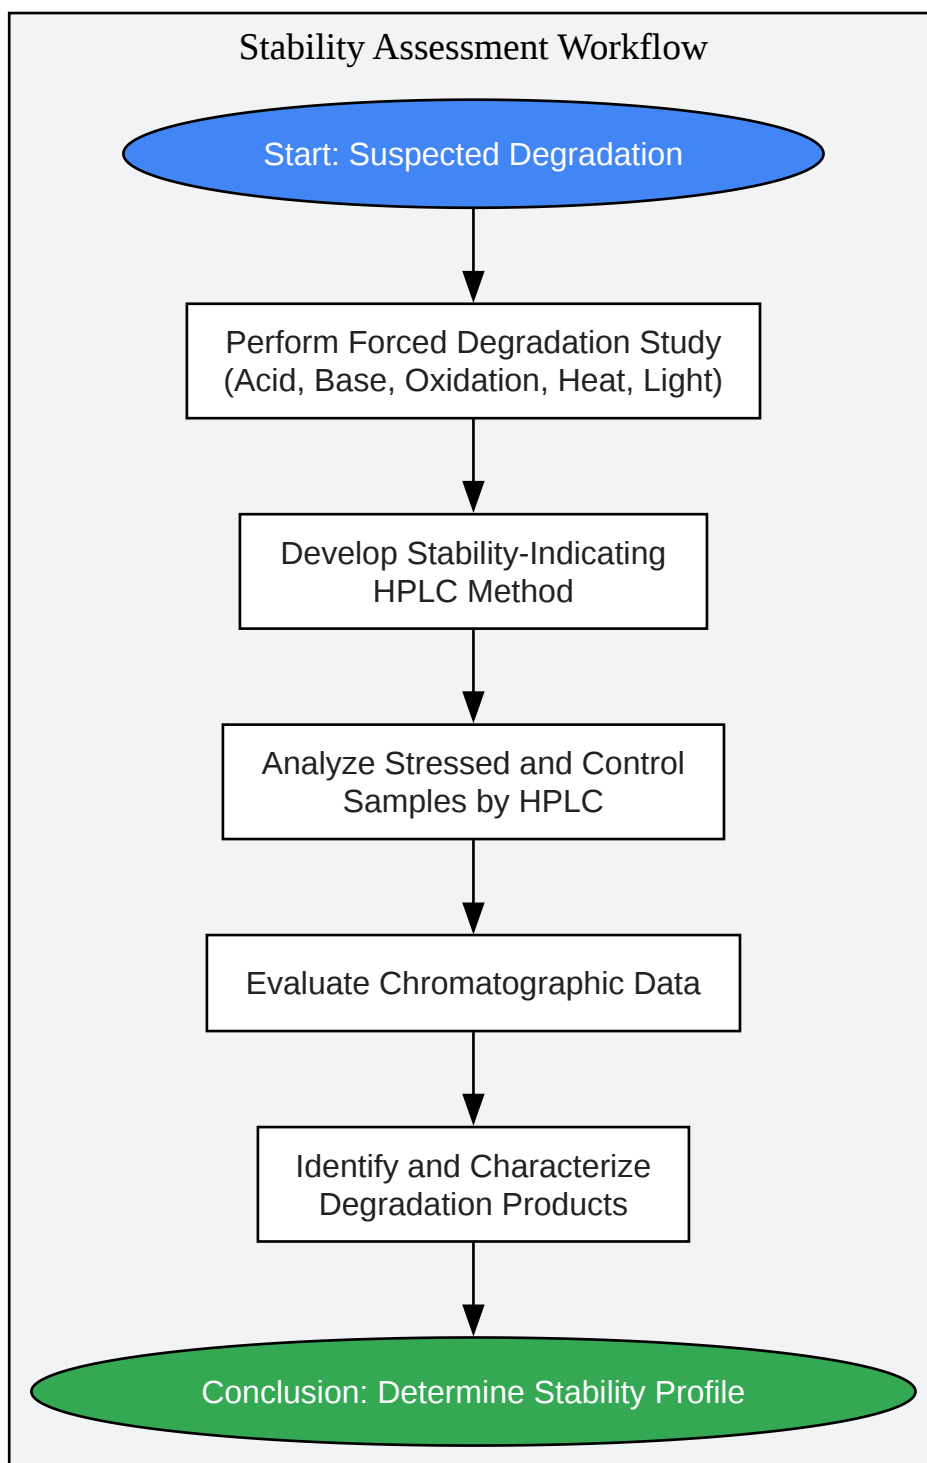 Stability Assessment Workflow
Start: Suspected Degradation
Perform Forced Degradation Study
(Acid, Base, Oxidation, Heat, Light)
Develop Stability-Indicating
HPLC Method
Analyze Stressed and Control
Samples by HPLC
Evaluate Chromatographic Data
Identify and Characterize
Degradation Products
Conclusion: Determine Stability Profile